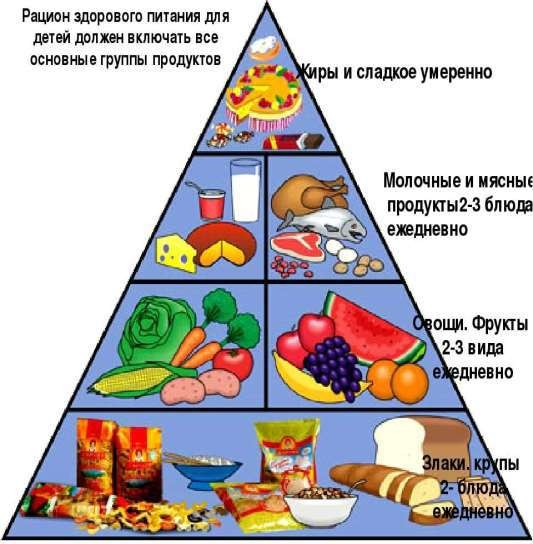 Рацион здорового питания для
детей должен включать все
основные группы продуктов
Жиры и сладкое умеренно
Молочные и мясные
продукты2-3 блюда
ежедневно
Овощи. Фрукты
2-3 вида
ежедневно
Злаки. крупы
2- блюда
ежедневно